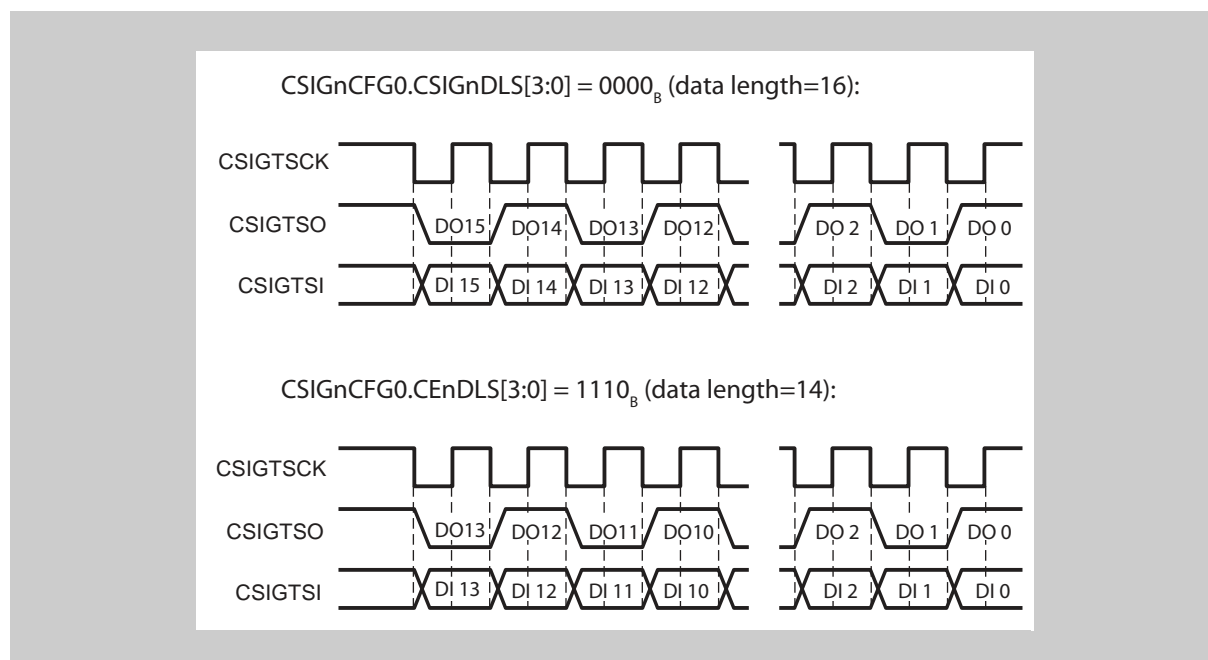 CSIGnCFG0.CSIGnDLS[3:0] = 0000B (data length=16):
CSIGTSCK
CSIGTSO DO15 DO14 DO13 DO12 DO 2 DO 1 DO 0
CSIGTSI DI 15 DI 14 DI 13 DI 12 DI 2 DI 1 DI 0
CSIGnCFG0.CEnDLS[3:0] = 1110B (data length=14):
CSIGTSCK
CSIGTSO DO13 DO12 DO11 DO10 DO 2 DO 1 DO 0
CSIGTSI DI 13 DI 12 DI 11 DI 10 DI 2 DI 1 DI 0